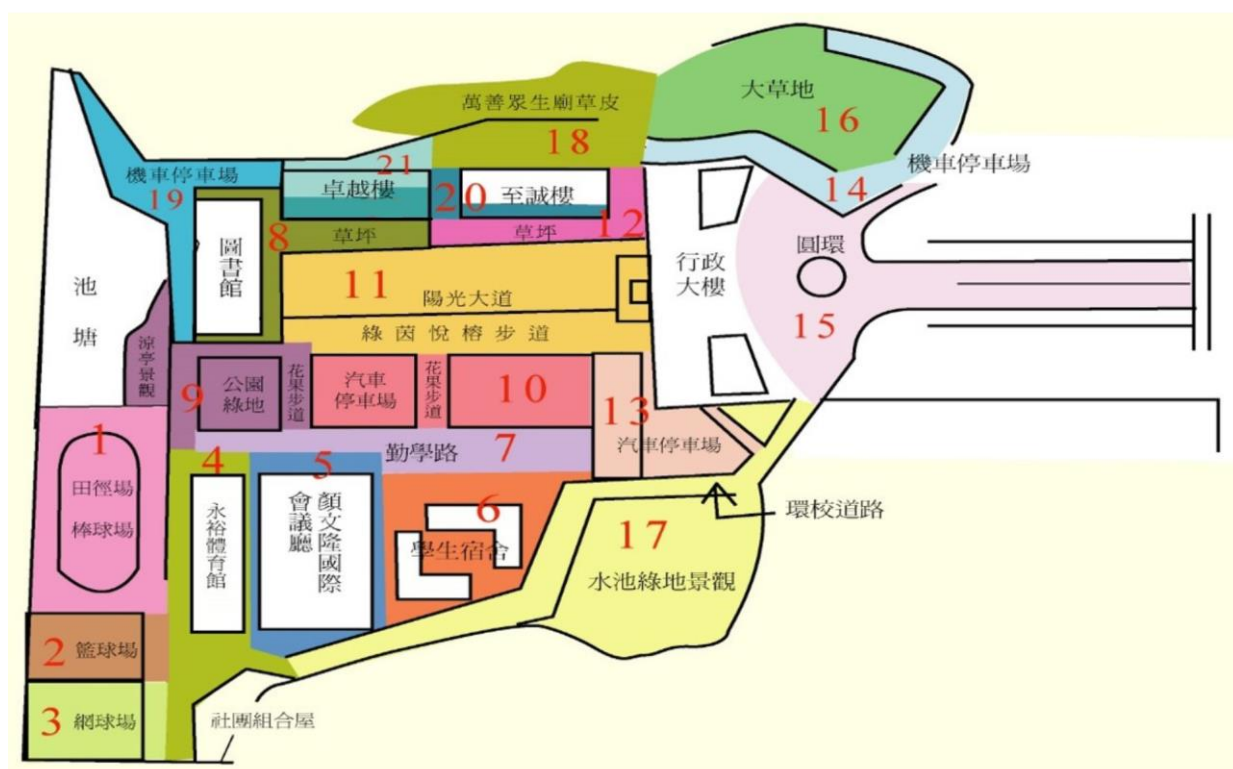 大草地
16
萬善眾生廟草皮
18
機車停車場
19
21
卓越樓
20
至誠樓
12
機車停車場
14
圖書館
8
草坪
草坪
行政
大樓
圓環
15
池
塘
11
陽光大道
綠茵悅榕步道
涼亭景觀
9
公園
綠地
花果步道
汽車
停車場
花果步道
10
13
汽車停車場
1
田徑場
棒球場
4
永裕體育館
5
顏文隆國際
會議廳
勤學路
7
6
學生宿舍
17
水池綠地景觀
環校道路
2
籃球場
3
網球場
社團組合屋